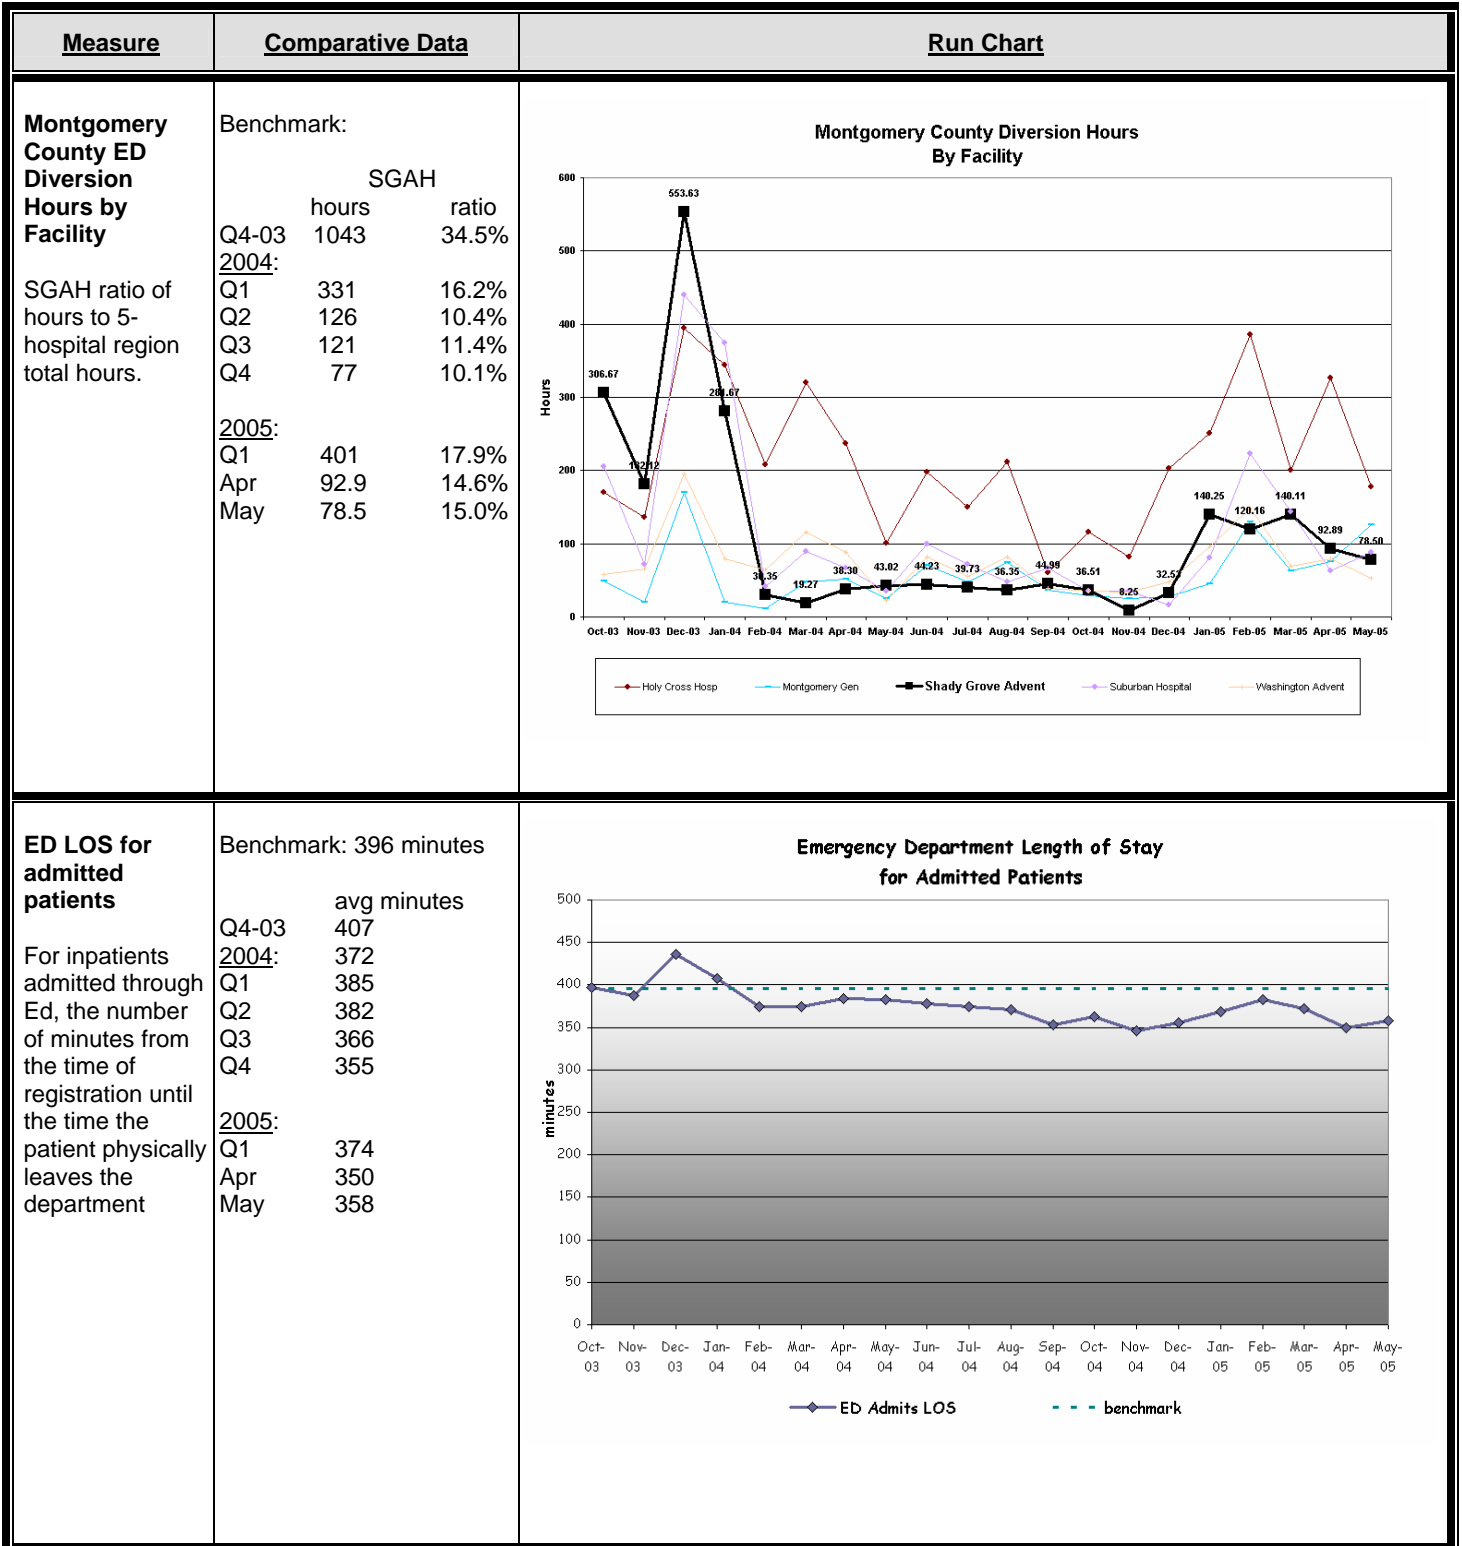 Measure
Comparative Data
Run Chart
Montgomery
County ED
Diversion
Hours by
Facility
SGAH ratio of
hours to 5-
hospital region
total hours.
Benchmark:
SGAH
hours ratio
Q4-03 1043 34.5%
2004:
Q1 331 16.2%
Q2 126 10.4%
Q3 121 11.4%
Q4 77 10.1%
2005:
Q1 401 17.9%
Apr 92.9 14.6%
May 78.5 15.0%
Montgomery County Diversion Hours
By Facility
Hours
600
500
400
300
200
100
0
306.67
182.12
553.63
281.67
30.35
19.27
38.30
43.02
44.23
39.73
36.35
44.99
36.51
8.25
32.53
140.25
120.16
140.11
92.89
78.50
Oct-03 Nov-03 Dec-03 Jan-04 Feb-04 Mar-04 Apr-04 May-04 Jun-04 Jul-04 Aug-04 Sep-04 Oct-04 Nov-04 Dec-04 Jan-05 Feb-05 Mar-05 Apr-05 May-05
Holy Cross Hosp Montgomery Gen Shady Grove Advent Suburban Hospital Washington Advent
ED LOS for
admitted
patients
For inpatients
admitted through
Ed, the number
of minutes from
the time of
registration until
the time the
patient physically
leaves the
department
Benchmark: 396 minutes
avg minutes
Q4-03 407
2004: 372
Q1 385
Q2 382
Q3 366
Q4 355
2005:
Q1 374
Apr 350
May 358
Emergency Department Length of Stay
for Admitted Patients
minutes
500
450
400
350
300
250
200
150
100
50
0
Oct- Nov- Dec- Jan- Feb- Mar- Apr- May- Jun- Jul- Aug- Sep- Oct- Nov- Dec- Jan- Feb- Mar- Apr- May-
03 03 03 04 04 04 04 04 04 04 04 04 04 04 04 05 05 05 05 05
ED Admits LOS benchmark